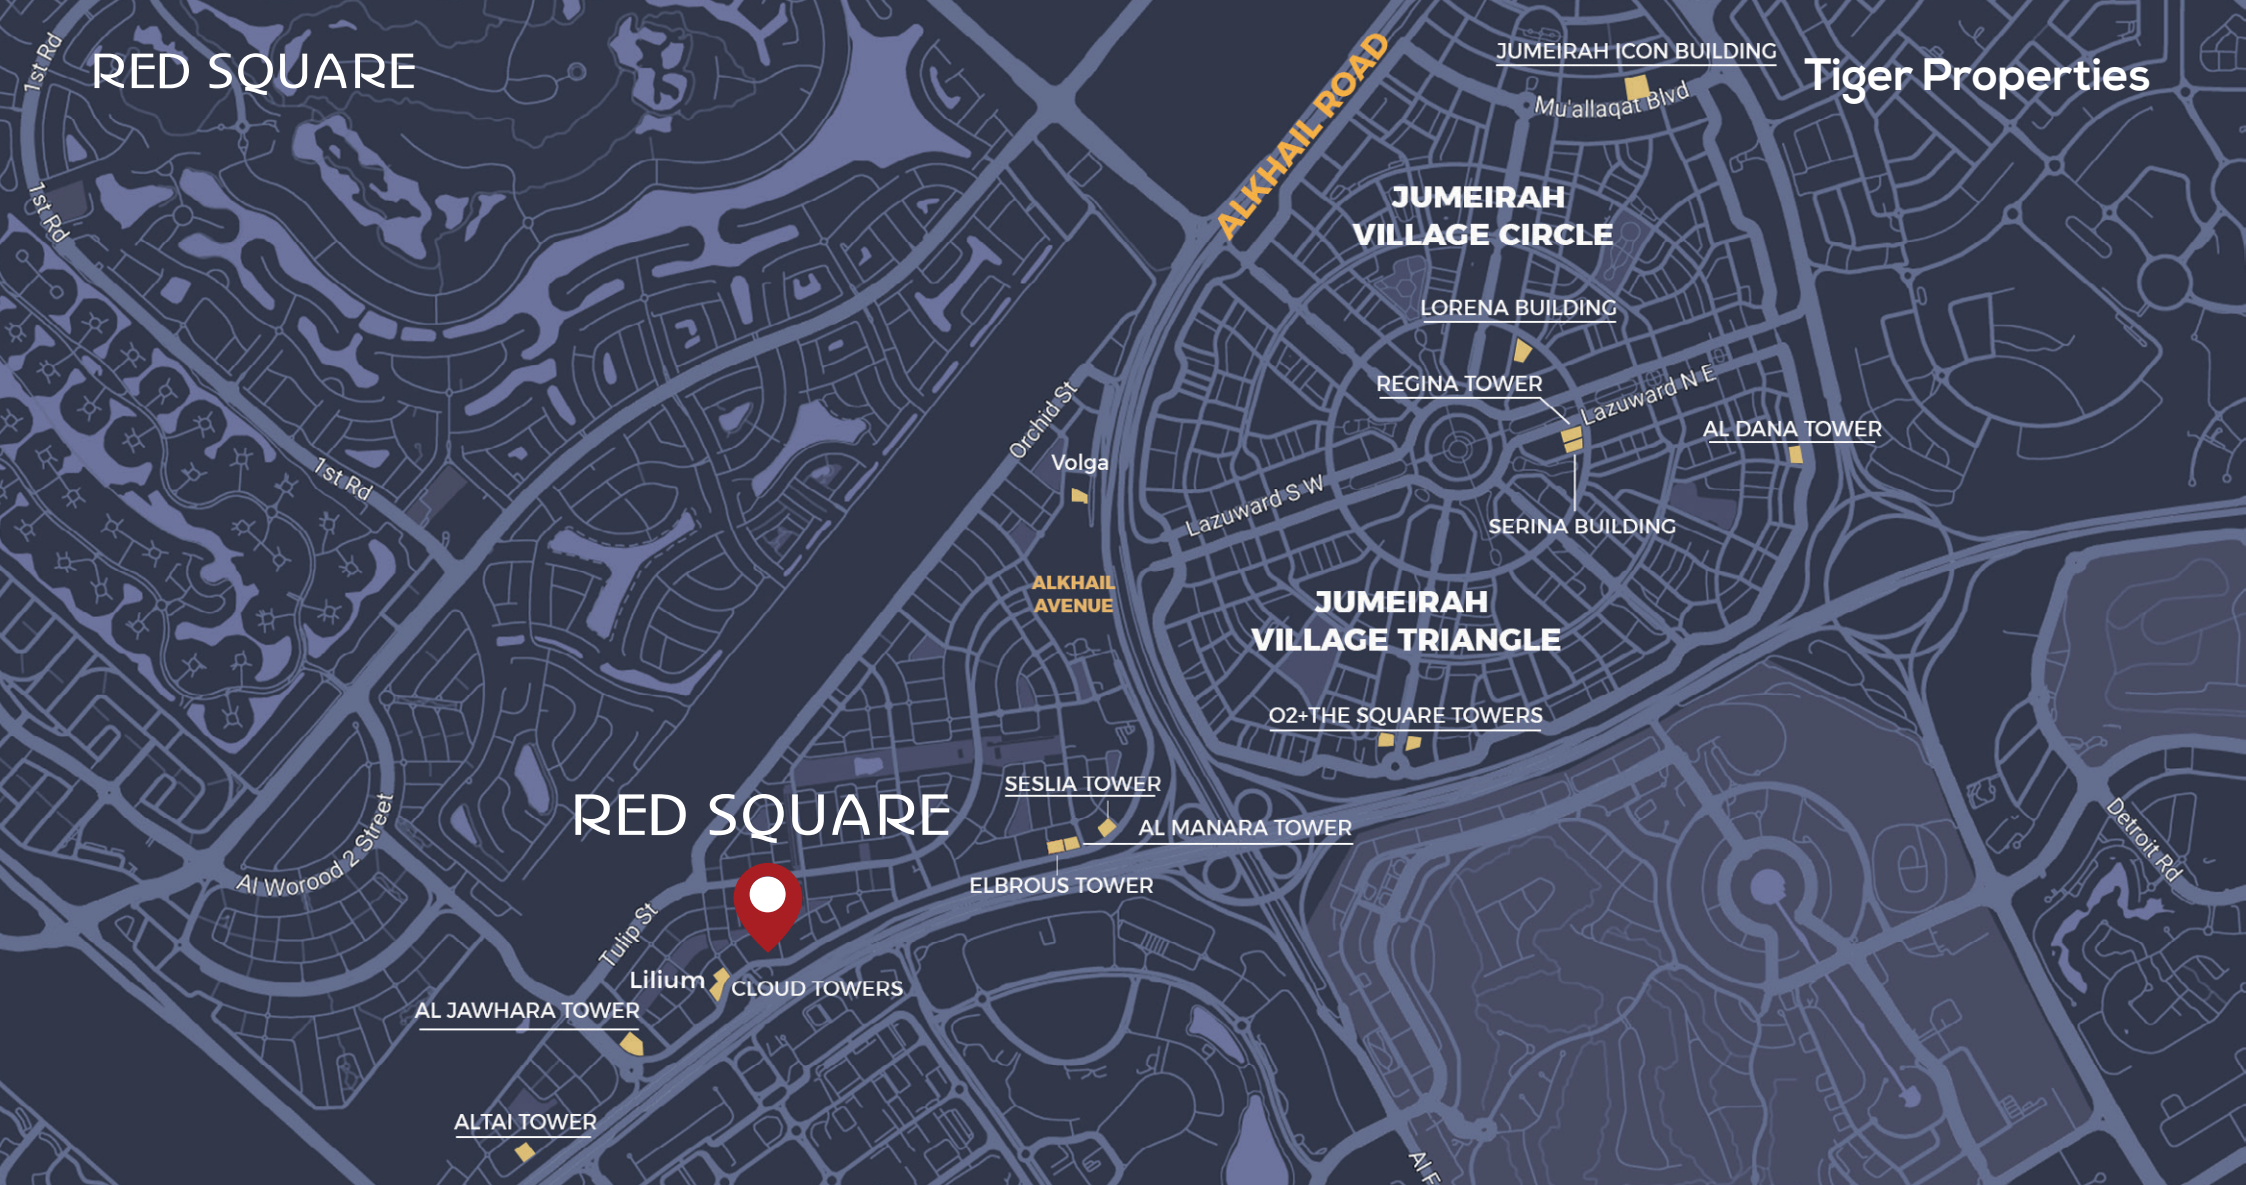 RED SQUARE
Tiger Properties
1st Rd
1st Rd
1st Rd
ALKHAIL ROAD
JUMEIRAH ICON BUILDING
Mu'allaqat Blvd
JUMEIRAH
VILLAGE CIRCLE
LORENA BUILDING
REGINA TOWER
Lazuward N E
AL DANA TOWER
Orchid St
Volga
Lazuward S W
SERINA BUILDING
ALKHAIL
AVENUE
JUMEIRAH
VILLAGE TRIANGLE
O2+THE SQUARE TOWERS
SESLIA TOWER
AL MANARA TOWER
ELBROUS TOWER
RED SQUARE
Al Worood 2 Street
Detroit Rd
Tulip St
Lilium
CLOUD TOWERS
AL JAWHARA TOWER
ALTAI TOWER
Al F